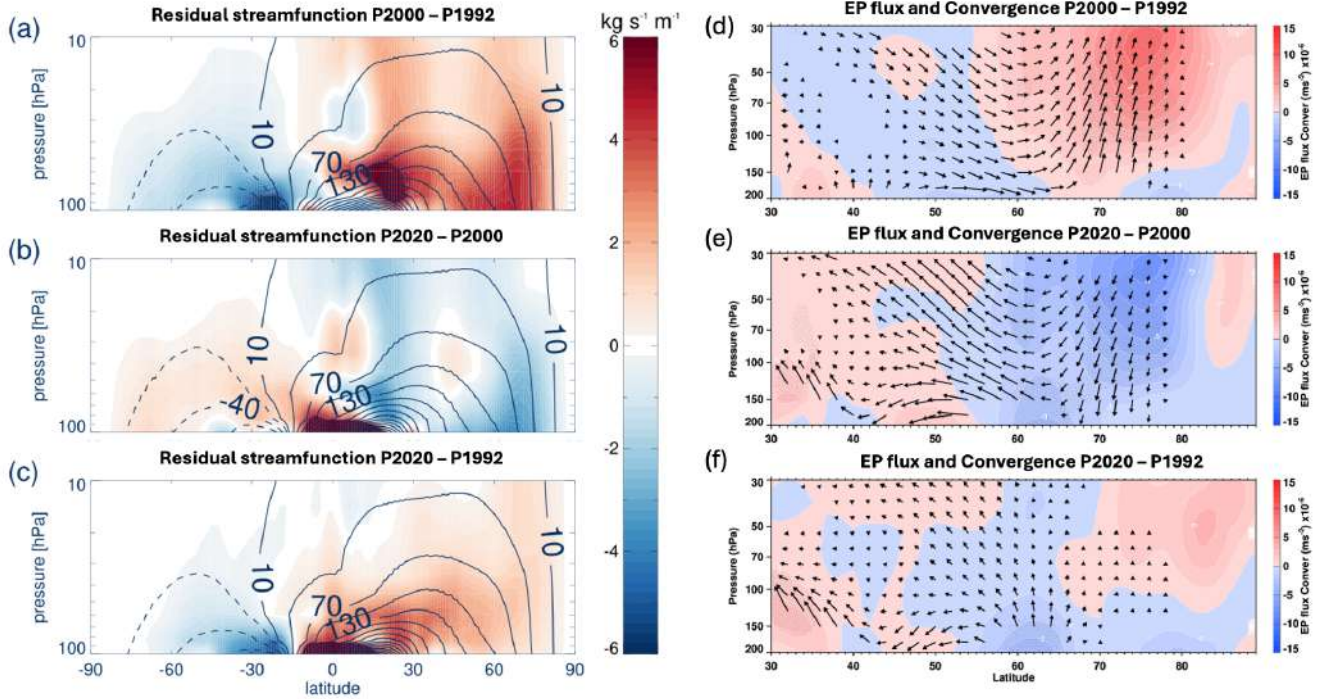 (a)
Residual streamfunction P2000 – P1992
10
pressure [hPa]
100
10
70
130
10
(b)
Residual streamfunction P2020 – P2000
10
pressure [hPa]
100
-40
10
70
130
10
(c)
Residual streamfunction P2020 – P1992
10
pressure [hPa]
100
10
70
130
10
-90 -60 -30 0 30 60 90
latitude
kg s⁻¹ m⁻¹
6
4
2
0
-2
-4
-6
(d)
EP flux and Convergence P2000 – P1992
30
50
70
100
150
200
Pressure (hPa)
30 40 50 60 70 80
15
10
5
0
-5
-10
-15
EP flux Conver (ms⁻²) x10⁻⁶
(e)
EP flux and Convergence P2020 – P2000
30
50
70
100
150
200
Pressure (hPa)
30 40 50 60 70 80
15
10
5
0
-5
-10
-15
EP flux Conver (ms⁻²) x10⁻⁶
(f)
EP flux and Convergence P2020 – P1992
30
50
70
100
150
200
Pressure (hPa)
30 40 50 60 70 80
Latitude
15
10
5
0
-5
-10
-15
EP flux Conver (ms⁻²) x10⁻⁶